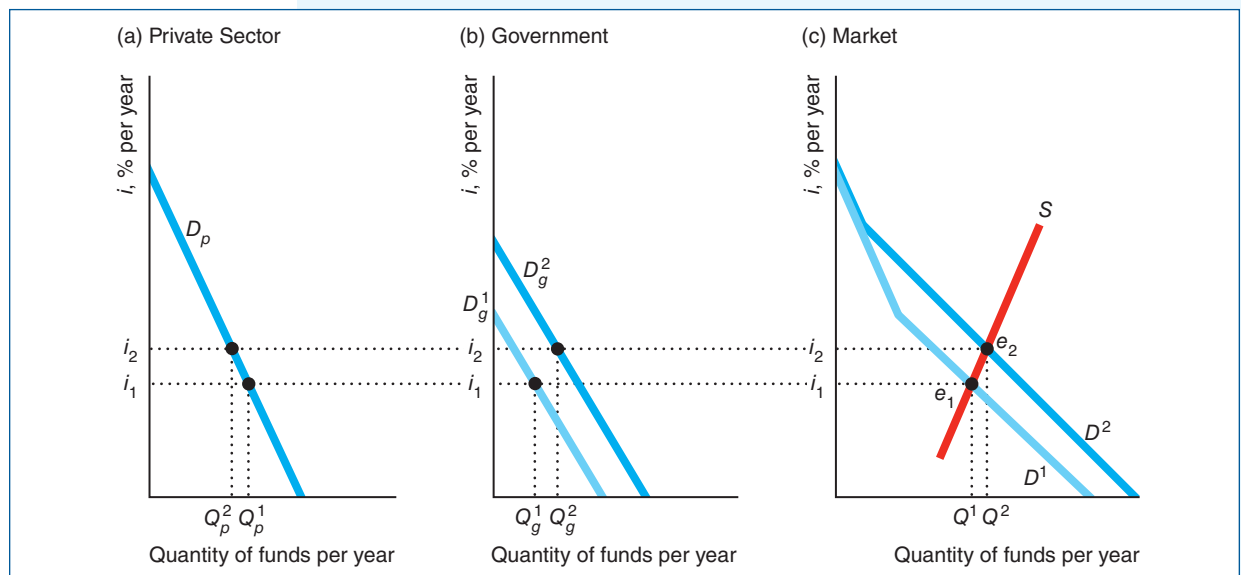 (a) Private Sector
i, % per year
D_p
i_2
i_1
Q_p^2 Q_p^1
Quantity of funds per year
(b) Government
i, % per year
D_g^2
D_g^1
i_2
i_1
Q_g^1 Q_g^2
Quantity of funds per year
(c) Market
i, % per year
S
i_2
i_1
e_2
e_1
D^2
D^1
Q^1 Q^2
Quantity of funds per year